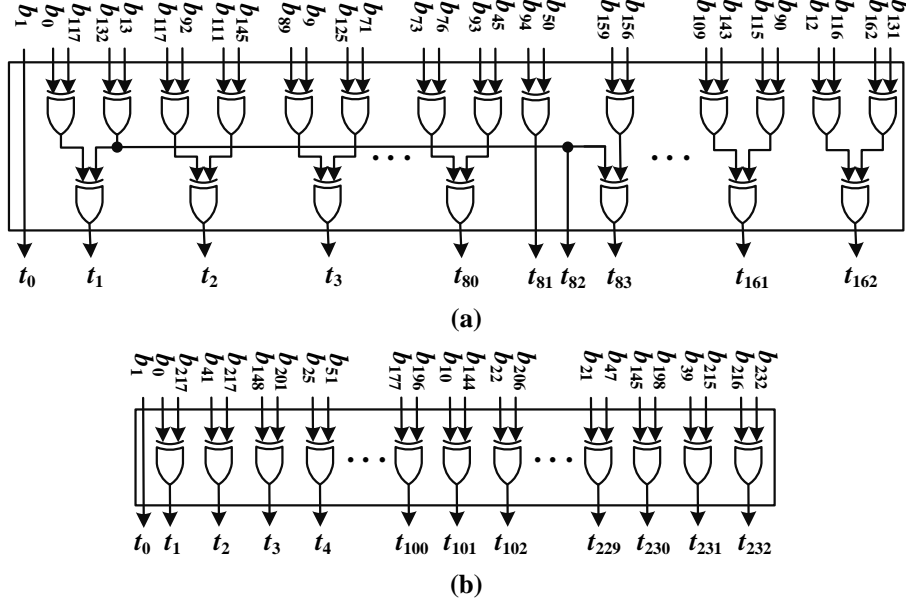 b1 b0 b117 b132 b13 b117 b92 b111 b145 b89 b9 b125 b71 b73 b76 b93 b45 b94 b50 b159 b156 b109 b143 b115 b90 b12 b116 b162 b131
t0 t1 t2 t3 t80 t81 t82 t83 t161 t162
(a)
b1 b0 b217 b41 b217 b148 b201 b25 b51 b177 b196 b10 b144 b22 b206 b21 b47 b145 b198 b39 b215 b216 b232
t0 t1 t2 t3 t4 t100 t101 t102 t229 t230 t231 t232
(b)